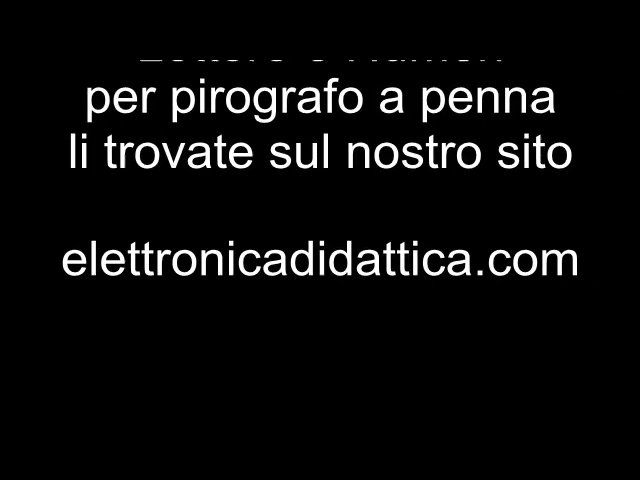 per pirografo a penna
li trovate sul nostro sito
elettronicadidattica.com